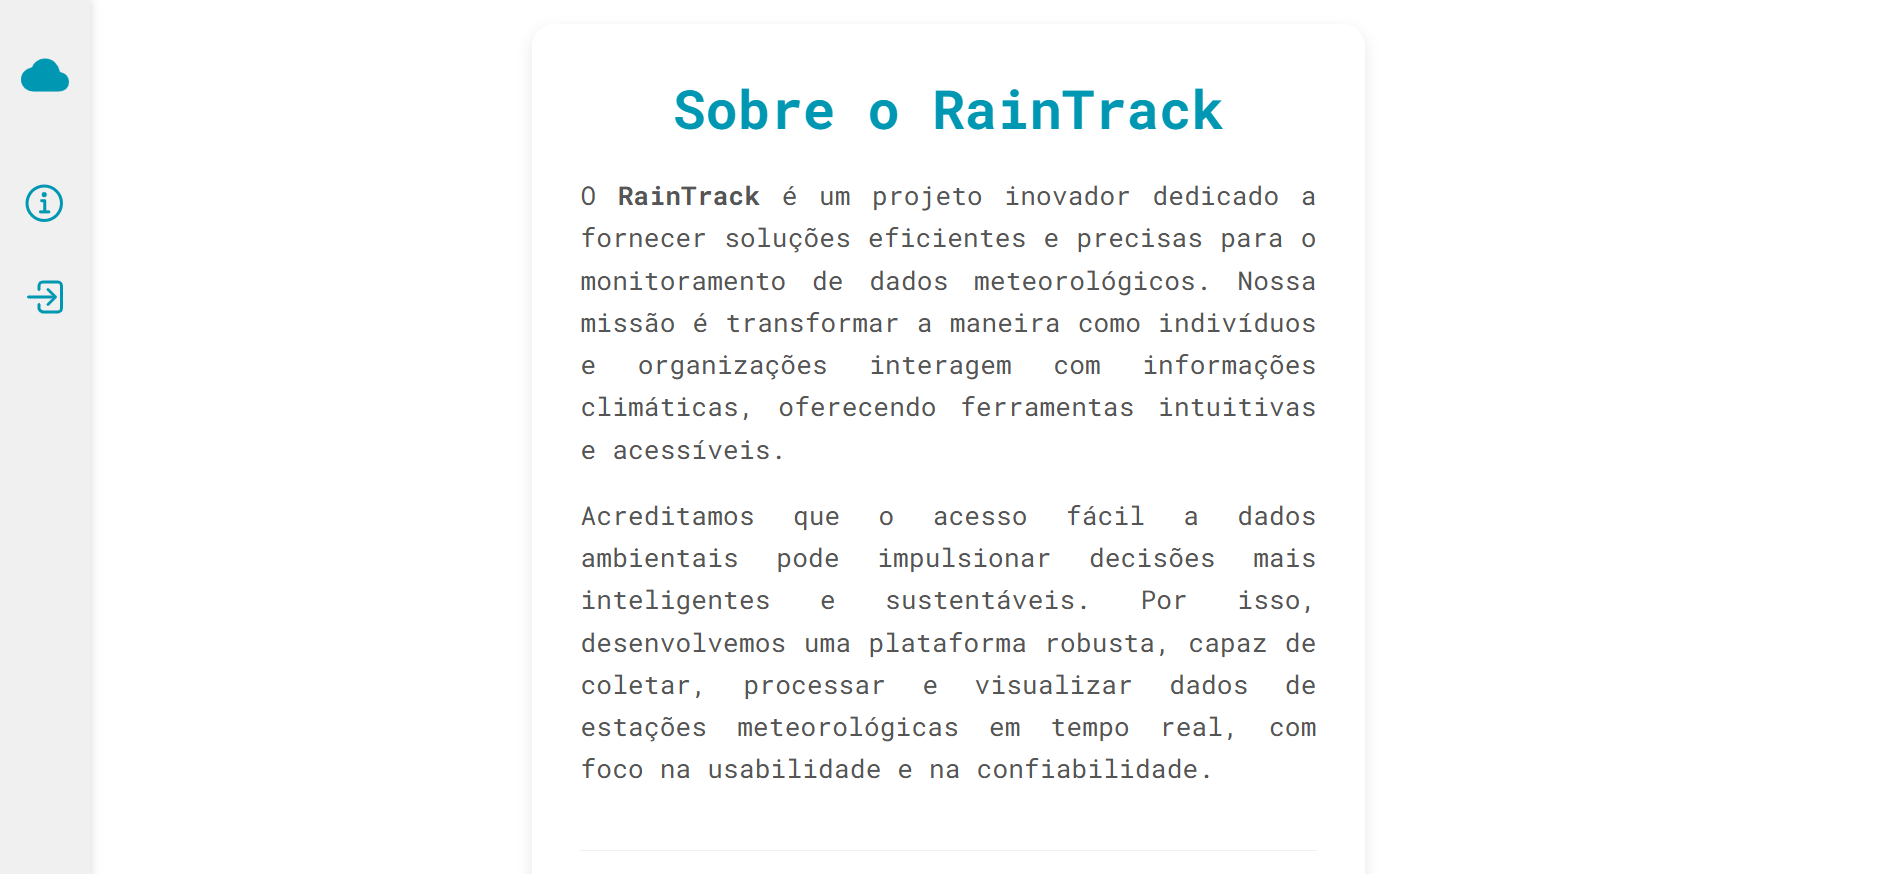 Sobre o RainTrack
O RainTrack é um projeto inovador dedicado a
fornecer soluções eficientes e precisas para o
monitoramento de dados meteorológicos. Nossa
missão é transformar a maneira como indivíduos
e organizações interagem com informações
climáticas, oferecendo ferramentas intuitivas
e acessíveis.
Acreditamos que o acesso fácil a dados
ambientais pode impulsionar decisões mais
inteligentes e sustentáveis. Por isso,
desenvolvemos uma plataforma robusta, capaz de
coletar, processar e visualizar dados de
estações meteorológicas em tempo real, com
foco na usabilidade e na confiabilidade.